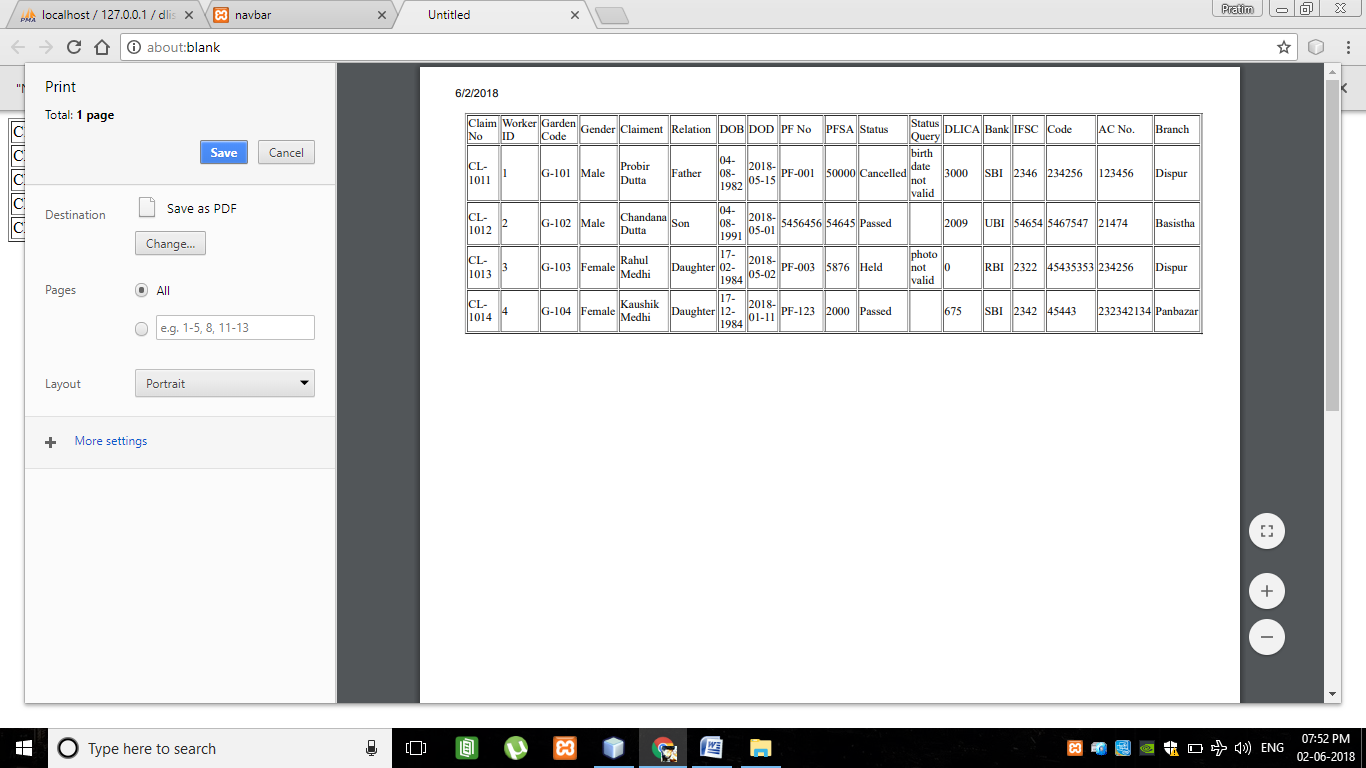 localhost / 127.0.0.1 / dlis
navbar
Untitled
Pratim
about:blank
Print
Total: 1 page
Save
Cancel
Destination
Save as PDF
Change...
Pages
All
e.g. 1-5, 8, 11-13
Layout
Portrait
More settings
6/2/2018
Claim No Worker ID Garden Code Gender Claiment Relation DOB DOD PF No PFSA Status Status Query DLICA Bank IFSC Code AC No. Branch
CL-1011 1 G-101 Male Probir Dutta Father 04-08-1982 2018-05-15 PF-001 50000 Cancelled birth date not valid 3000 SBI 2346 234256 123456 Dispur
CL-1012 2 G-102 Male Chandana Dutta Son 04-08-1991 2018-05-01 5456456 54645 Passed 2009 UBI 54654 5467547 21474 Basistha
CL-1013 3 G-103 Female Rahul Medhi Daughter 17-02-1984 2018-05-02 PF-003 5876 Held photo not valid 0 RBI 2322 45435353 234256 Dispur
CL-1014 4 G-104 Female Kaushik Medhi Daughter 17-12-1984 2018-01-11 PF-123 2000 Passed 675 SBI 2342 45443 232342134 Panbazar
Type here to search
ENG
07:52 PM
02-06-2018